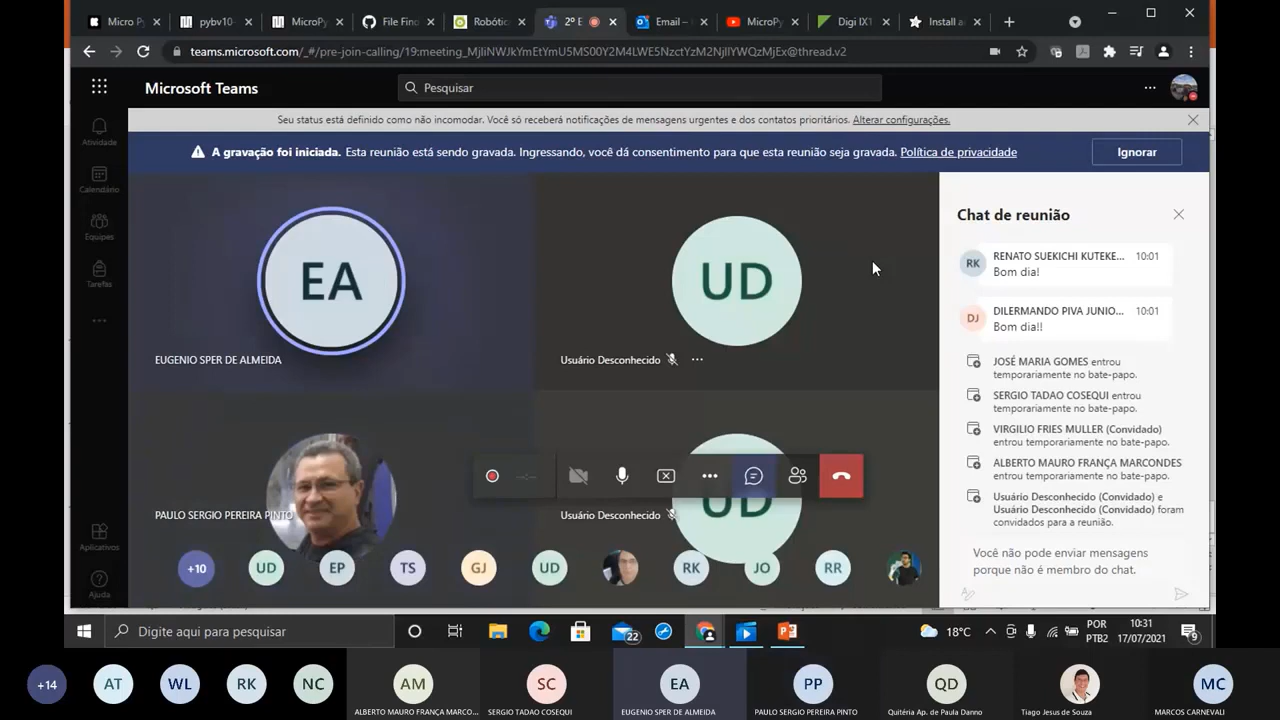 Micro Py
pybv10-
MicroPy
File Fino
Robótic
2º E
Email –
MicroPy
Digi IX1
Install a
teams.microsoft.com/_#/pre-join-calling/19:meeting_MjliNWJkYmEtYmU5MS00Y2M4LWE5NzctYzM2NjllYWQzMjEx@thread.v2
Microsoft Teams
Pesquisar
Seu status está definido como não incomodar. Você só receberá notificações de mensagens urgentes e dos contatos prioritários. Alterar configurações.
A gravação foi iniciada. Esta reunião está sendo gravada. Ingressando, você dá consentimento para que esta reunião seja gravada. Política de privacidade
Ignorar
Atividade
Calendário
Equipes
Tarefas
Aplicativos
Ajuda
EA
EUGENIO SPER DE ALMEIDA
UD
Usuário Desconhecido
PAULO SERGIO PEREIRA PINTO
UD
Usuário Desconhecido
+10
UD
EP
TS
GJ
UD
RK
JO
RR
Chat de reunião
RK
RENATO SUEKICHI KUTEKE... 10:01
Bom dia!
DJ
DILERMANDO PIVA JUNIO... 10:01
Bom dia!!
JOSÉ MARIA GOMES entrou
temporariamente no bate-papo.
SERGIO TADAO COSEQUI entrou
temporariamente no bate-papo.
VIRGILIO FRIES MULLER (Convidado)
entrou temporariamente no bate-papo.
ALBERTO MAURO FRANÇA MARCONDES
entrou temporariamente no bate-papo.
Usuário Desconhecido (Convidado) e
Usuário Desconhecido (Convidado) foram
convidados para a reunião.
Você não pode enviar mensagens
porque não é membro do chat.
Digite aqui para pesquisar
22
18°C
POR
PTB2
10:31
17/07/2021
9
+14
AT
WL
RK
NC
AM
ALBERTO MAURO FRANÇA MARCO...
SC
SERGIO TADAO COSEQUI
EA
EUGENIO SPER DE ALMEIDA
PP
PAULO SERGIO PEREIRA PINTO
QD
Quitéria Ap. de Paula Danno
Tiago Jesus de Souza
MC
MARCOS CARNEVALI